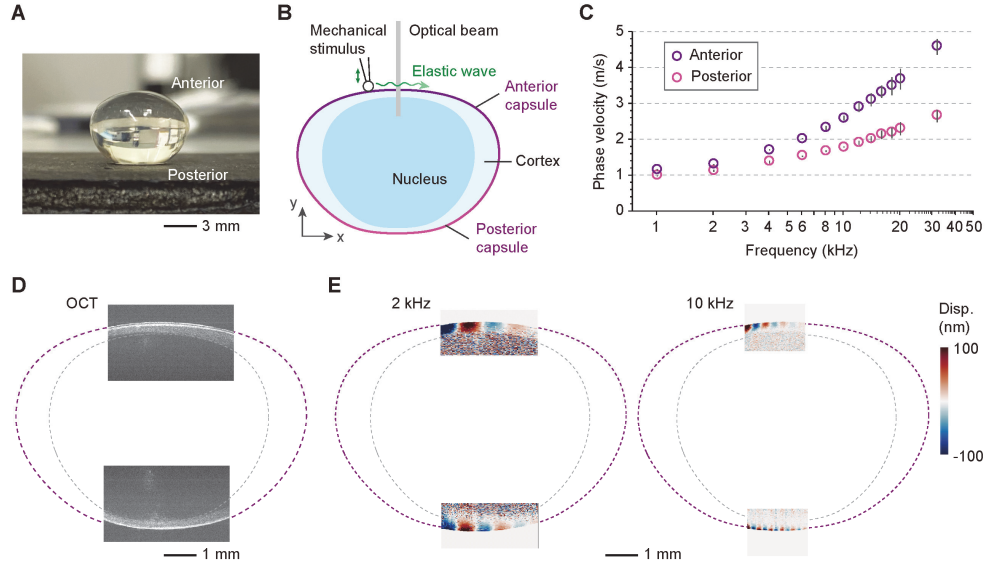 A
Anterior
Posterior
3 mm
B
Mechanical
stimulus
Optical beam
Elastic wave
Anterior
capsule
Cortex
Nucleus
Posterior
capsule
y
x
C
Phase velocity (m/s)
5
4
3
2
1
0
Anterior
Posterior
1 2 3 4 5 6 8 10 20 30 40 50
Frequency (kHz)
D
OCT
1 mm
E
2 kHz
10 kHz
1 mm
Disp.
(nm)
100
-100